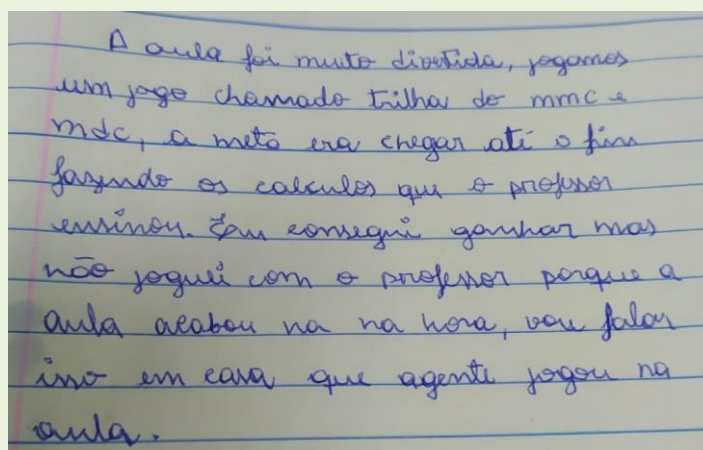 A aula foi muito divertida, jogamos
um jogo chamado trilha do mmc e
mdc, a meta era chegar até o fim
fazendo os calculos que o professor
ensinou. Eu consegui ganhar mas
não joguei com o professor porque a
aula acabou na na hora, vou falar
isso em casa que agente jogou na
aula.